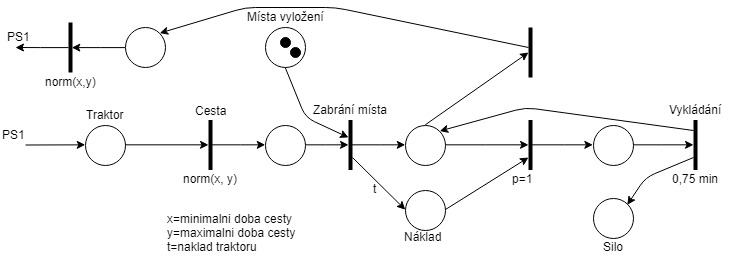 Místa vyložení
PS1
norm(x,y)
Traktor
Cesta
Zabrání místa
Vykládání
PS1
norm(x, y)
t
p=1
0,75 min
x=minimalni doba cesty
y=maximalni doba cesty
t=naklad traktoru
Náklad
Silo